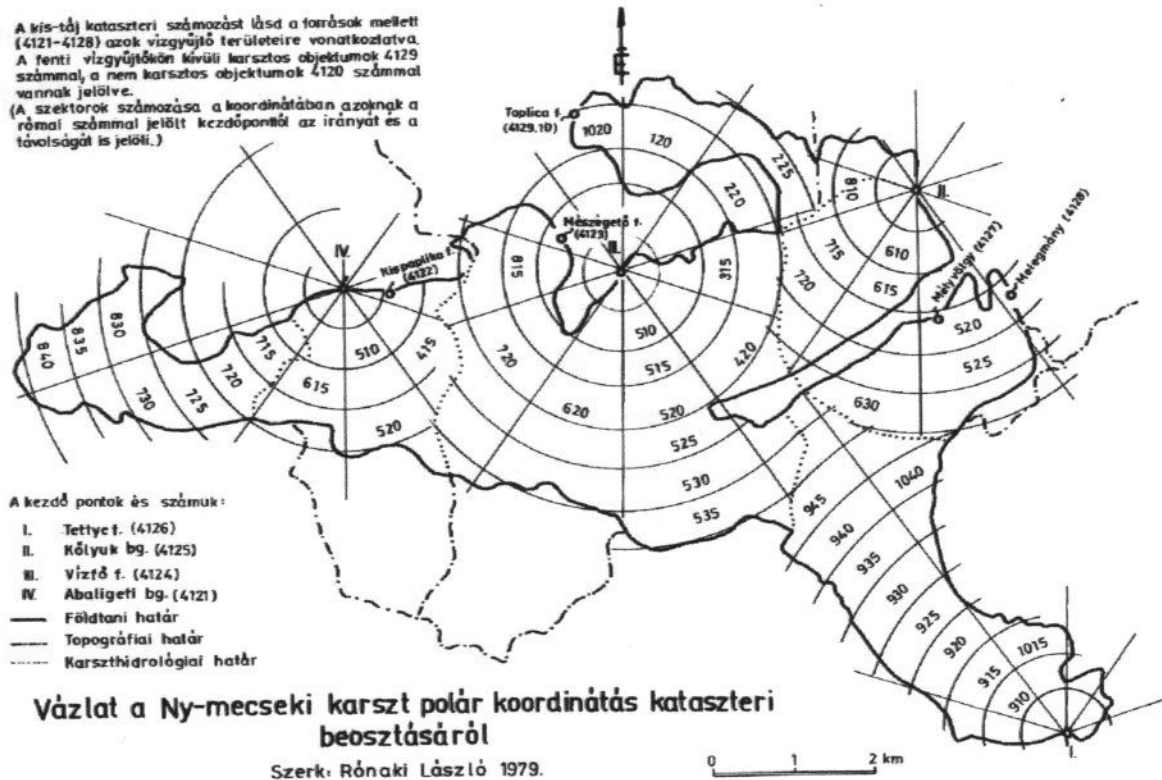 A kis-táj kataszteri számozást lásd a források mellett
(4121-4128) azok vizgyűjtő területeire vonatkoztatva.
A fenti vízgyűjtőkön kívüli karsztos objektumok 4129
számmal, a nem karsztos objektumok 4120 számmal
vannak jelölve.
(A szektorok számozása a koordinátában azoknak a
római számmal jelölt kezdőponttól az irányát és a
távolságát is jelöli.)
É
Toplica f.
(4129.10)
1020
120
225
810
II.
220
Mészégető f.
(4123)
III.
815
315
715
720
610
615
Mélyvölgy (4127)
Melegmány (4128)
IV.
Kispaplika f.
(4122)
840
835
830
730
725
720
715
615
510
415
520
720
620
510
515
520
525
530
535
420
520
525
630
945
1040
940
935
930
925
920
915
910
1015
I.
A kezdő pontok és számuk:
I. Tettye f. (4126)
II. Kőlyuk bg. (4125)
III. Vízfő f. (4124)
IV. Abaligeti bg. (4121)
Földtani határ
Topográfiai határ
Karszthidrológiai határ
Vázlat a Ny-mecseki karszt polár koordinátás kataszteri
beosztásáról
Szerk: Rónaki László 1979.
0 1 2 km